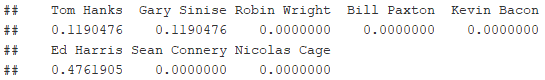 ##    Tom Hanks  Gary Sinise Robin Wright  Bill Paxton  Kevin Bacon
##    0.1190476    0.1190476    0.0000000    0.0000000    0.0000000
##    Ed Harris Sean Connery Nicolas Cage
##    0.4761905    0.0000000    0.0000000